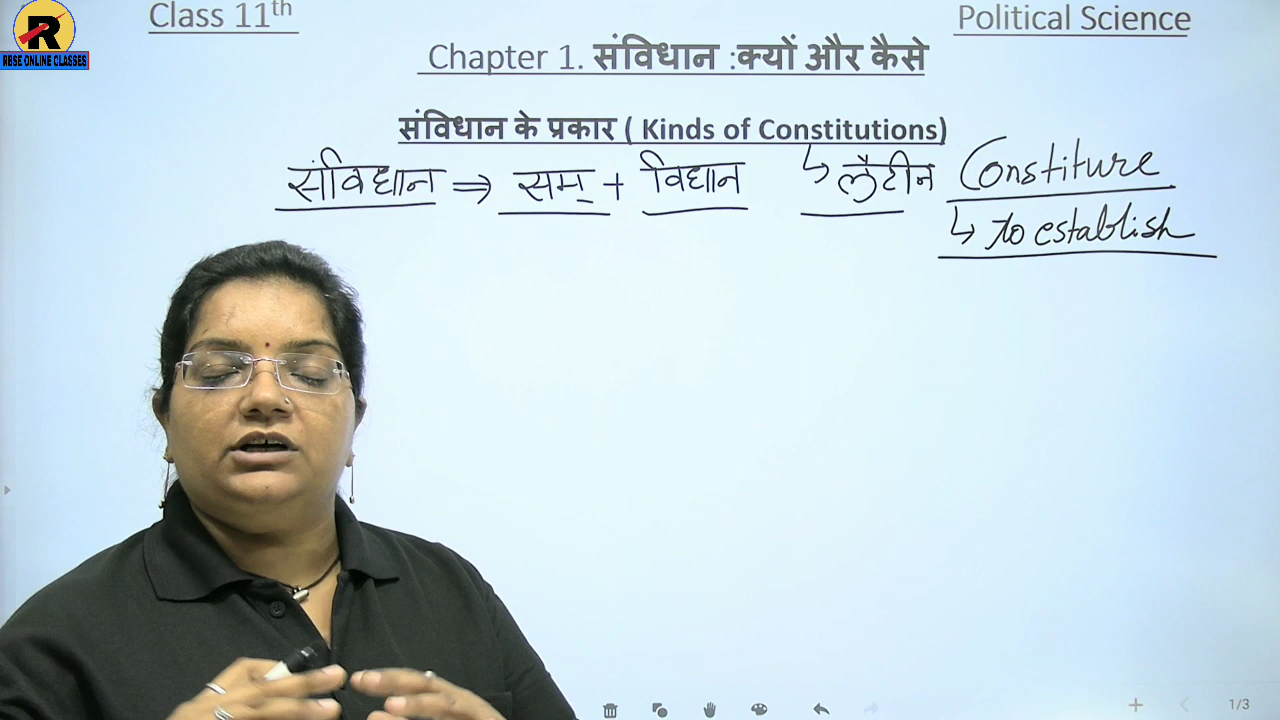 Class 11th
Political Science
R
RBSE ONLINE CLASSES
Chapter 1. संविधान :क्यों और कैसे
संविधान के प्रकार ( Kinds of Constitutions)
संविधान ⇒ सम् + विधान ↳ लैटीन Constiture
↳ to establish
1/3